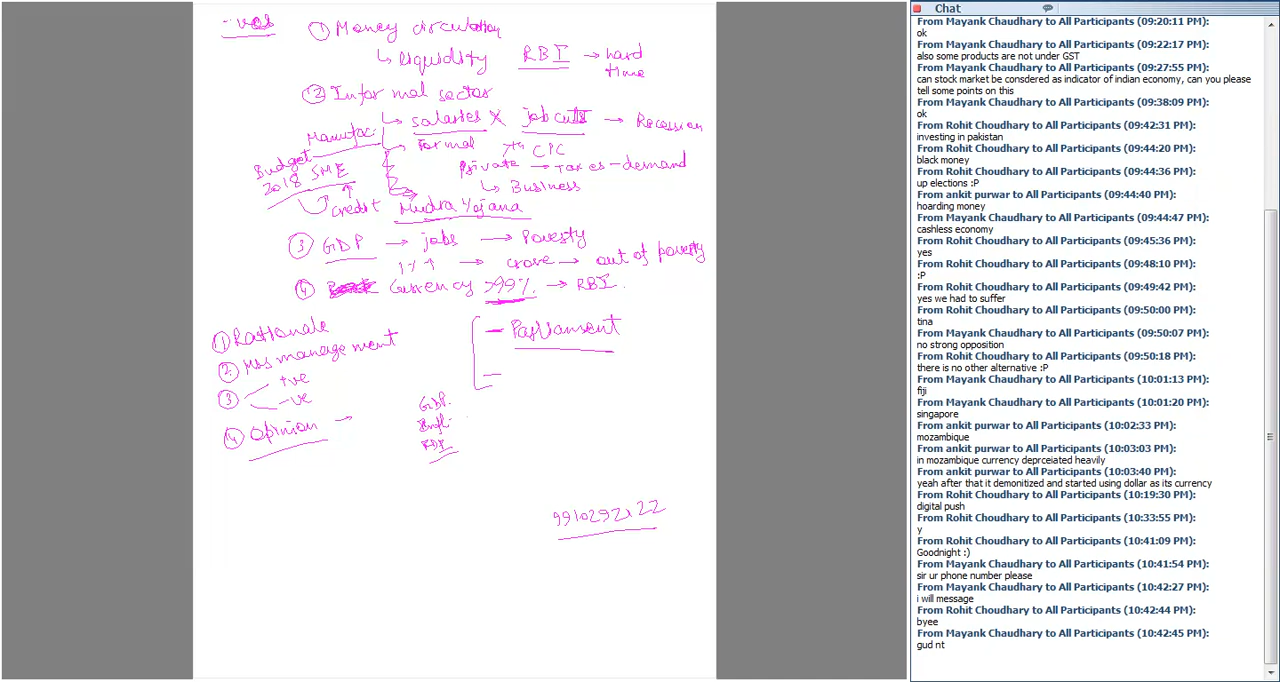 -ves
① Money circulation
↳ liquidity RBI → hard time
② Informal sector
↳ salaries X job cuts → Recession
Manufac
Formal
CPC
Budget 2018 SME
Private → Taxes - demand
↳ Business
Credit Mudra Yojana
③ GDP → jobs → Poverty
1% ↑ → crore → out of poverty
④ Currency >99% → RBI.
① Rationale
② Mis management
③ +ve
-ve
④ Opinion →
- Parliament
GDP.
Infl.
Chat
From Mayank Chaudhary to All Participants (09:20:11 PM):
ok
From Mayank Chaudhary to All Participants (09:22:17 PM):
also some products are not under GST
From Mayank Chaudhary to All Participants (09:27:55 PM):
can stock market be consdered as indicator of indian economy, can you please
tell some points on this
From Mayank Chaudhary to All Participants (09:38:09 PM):
ok
From Rohit Choudhary to All Participants (09:42:31 PM):
investing in pakistan
From Rohit Choudhary to All Participants (09:44:20 PM):
black money
From Rohit Choudhary to All Participants (09:44:36 PM):
up elections :P
From ankit purwar to All Participants (09:44:40 PM):
hoarding money
From Mayank Chaudhary to All Participants (09:44:47 PM):
cashless economy
From Mayank Chaudhary to All Participants (09:45:36 PM):
yes
From Rohit Choudhary to All Participants (09:48:10 PM):
:P
From Rohit Choudhary to All Participants (09:49:42 PM):
yes we had to suffer
From Rohit Choudhary to All Participants (09:50:00 PM):
tina
From Mayank Chaudhary to All Participants (09:50:07 PM):
no strong opposition
From Rohit Choudhary to All Participants (09:50:18 PM):
there is no other alternative :P
From Mayank Chaudhary to All Participants (10:01:13 PM):
fiji
From Rohit Choudhary to All Participants (10:01:20 PM):
singapore
From ankit purwar to All Participants (10:02:33 PM):
mozambique
From ankit purwar to All Participants (10:03:03 PM):
in mozambique currency deprceiated heavily
From ankit purwar to All Participants (10:03:40 PM):
yeah after that it demonitized and started using dollar as its currency
From Rohit Choudhary to All Participants (10:19:30 PM):
digital push
From Rohit Choudhary to All Participants (10:33:55 PM):
y
From Rohit Choudhary to All Participants (10:41:09 PM):
Goodnight :)
From Mayank Chaudhary to All Participants (10:41:54 PM):
sir ur phone number please
From Mayank Chaudhary to All Participants (10:42:27 PM):
i will message
From Rohit Choudhary to All Participants (10:42:44 PM):
byee
From Mayank Chaudhary to All Participants (10:42:45 PM):
gud nt